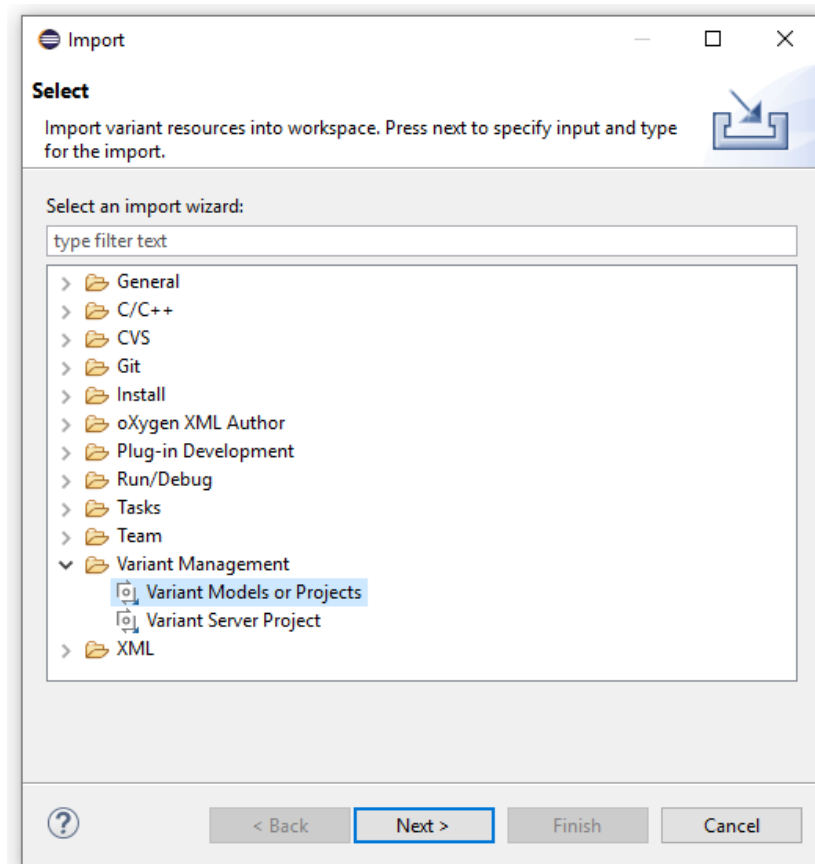 Import
Select
Import variant resources into workspace. Press next to specify input and type
for the import.
Select an import wizard:
type filter text
General
C/C++
CVS
Git
Install
oXygen XML Author
Plug-in Development
Run/Debug
Tasks
Team
Variant Management
Variant Models or Projects
Variant Server Project
XML
? < Back Next > Finish Cancel